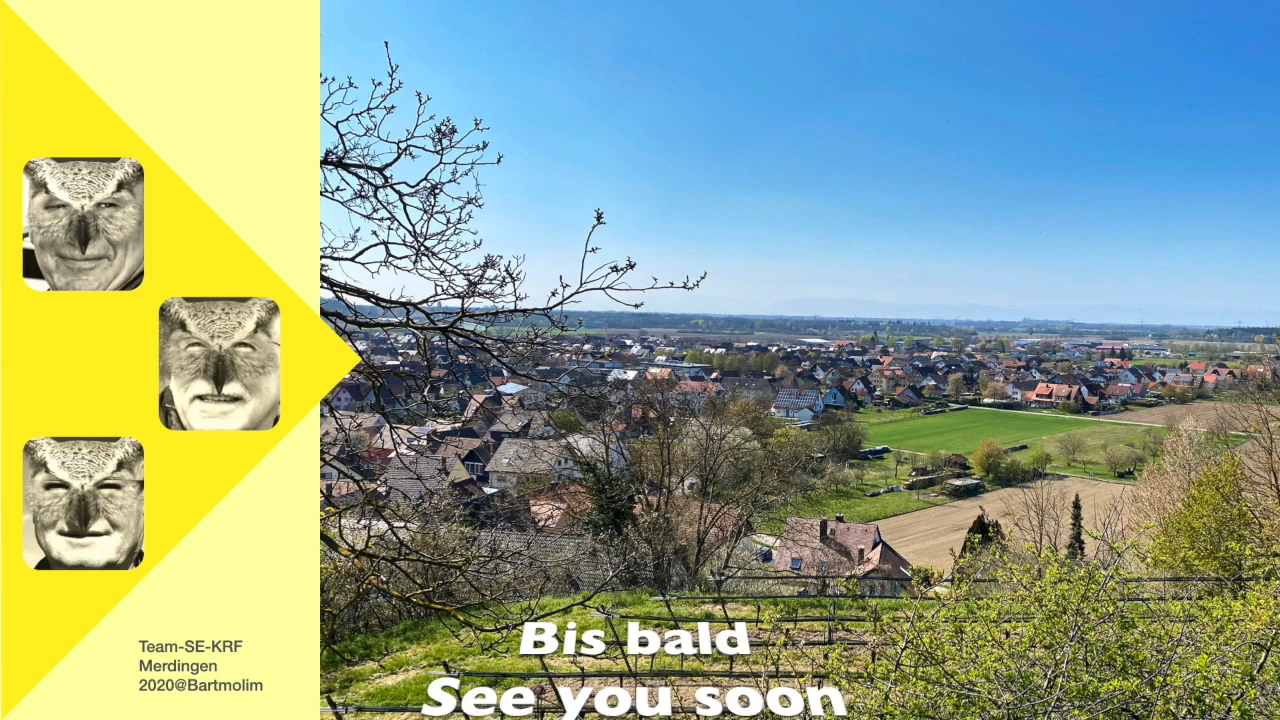 Team-SE-KRF
Merdingen
2020@Bartmolim
Bis bald
See you soon